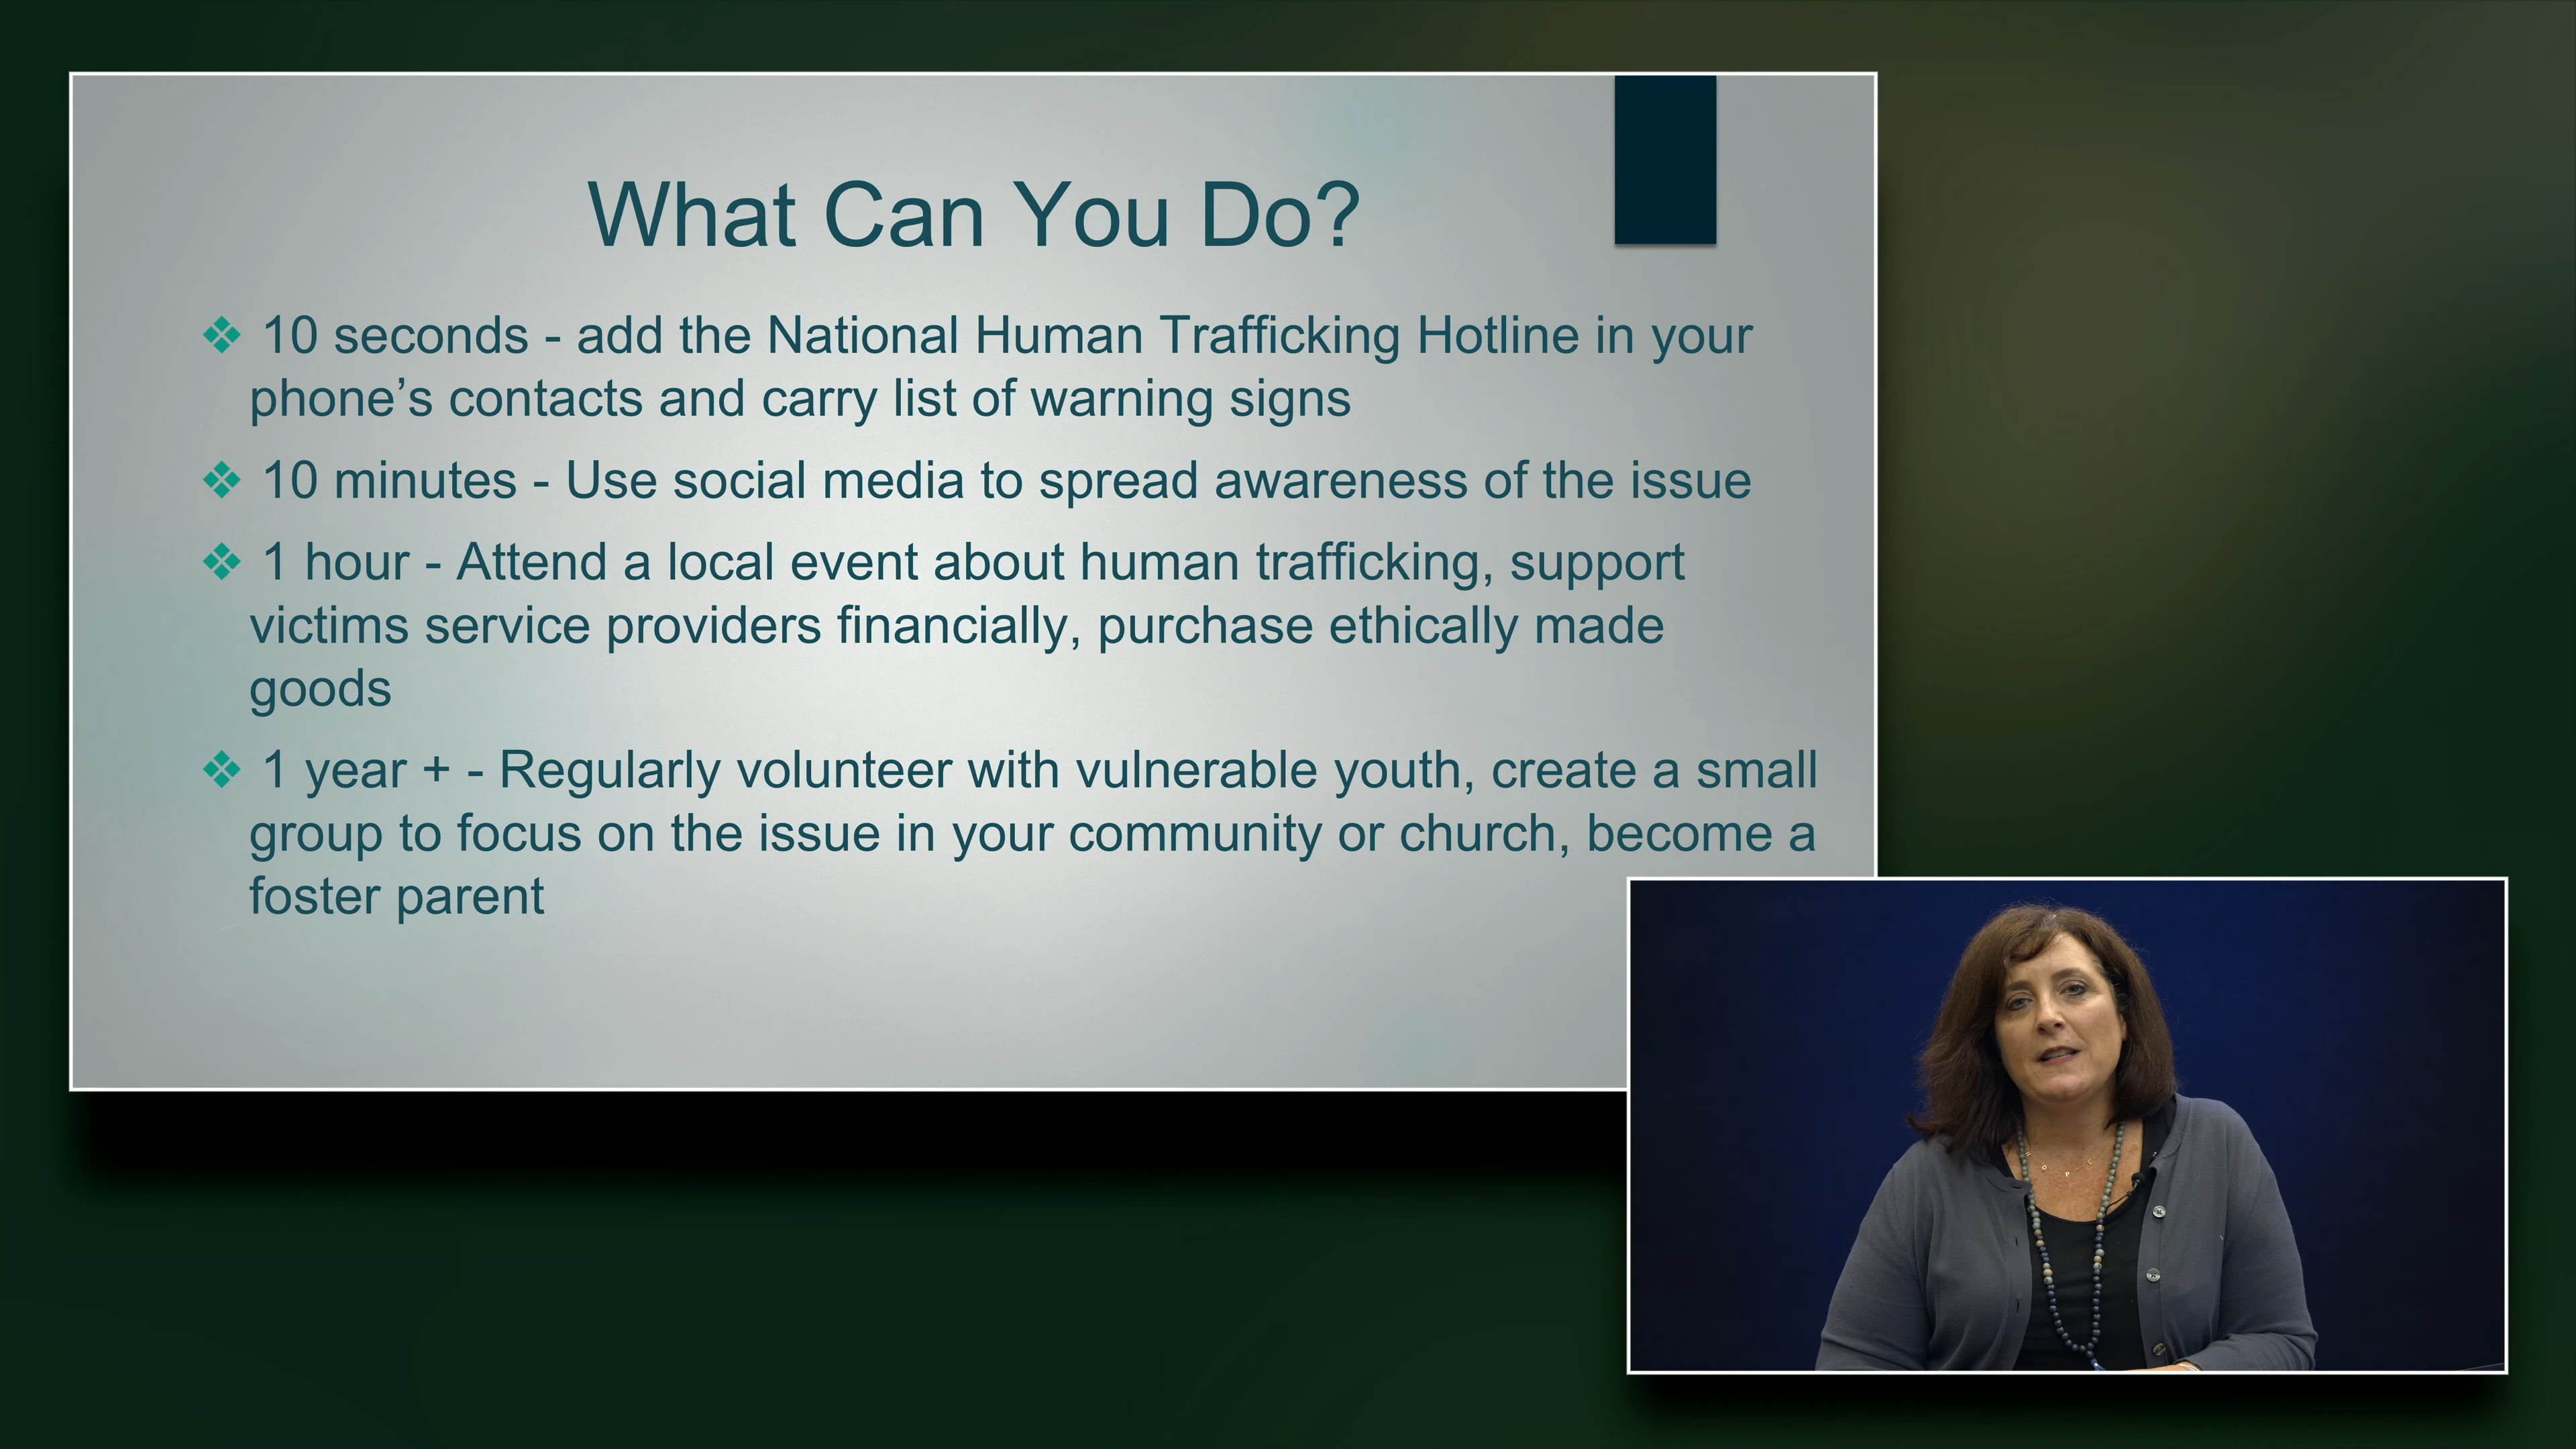 What Can You Do?
❖ 10 seconds - add the National Human Trafficking Hotline in your
phone’s contacts and carry list of warning signs
❖ 10 minutes - Use social media to spread awareness of the issue
❖ 1 hour - Attend a local event about human trafficking, support
victims service providers financially, purchase ethically made
goods
❖ 1 year + - Regularly volunteer with vulnerable youth, create a small
group to focus on the issue in your community or church, become a
foster parent